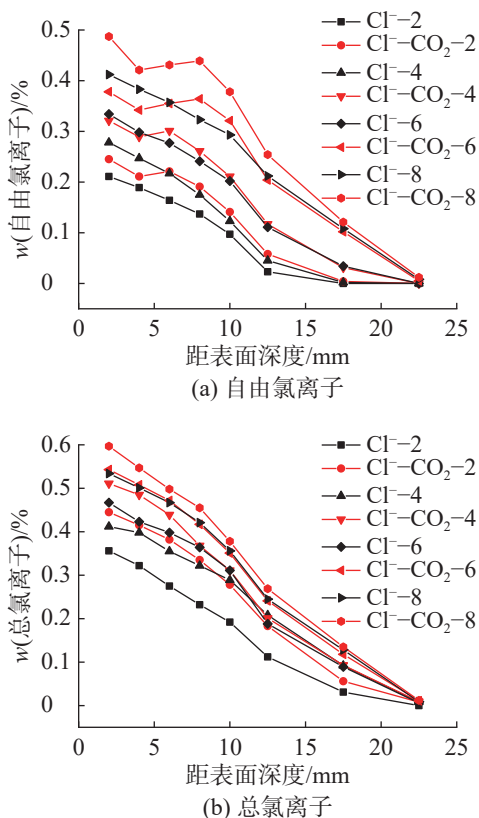 0.5
0.4
0.3
0.2
0.1
0
w(自由氯离子)/%
Cl⁻–2
Cl⁻–CO₂–2
Cl⁻–4
Cl⁻–CO₂–4
Cl⁻–6
Cl⁻–CO₂–6
Cl⁻–8
Cl⁻–CO₂–8
0 5 10 15 20 25
距表面深度/mm
(a) 自由氯离子
0.6
0.5
0.4
0.3
0.2
0.1
0
w(总氯离子)/%
Cl⁻–2
Cl⁻–CO₂–2
Cl⁻–4
Cl⁻–CO₂–4
Cl⁻–6
Cl⁻–CO₂–6
Cl⁻–8
Cl⁻–CO₂–8
0 5 10 15 20 25
距表面深度/mm
(b) 总氯离子